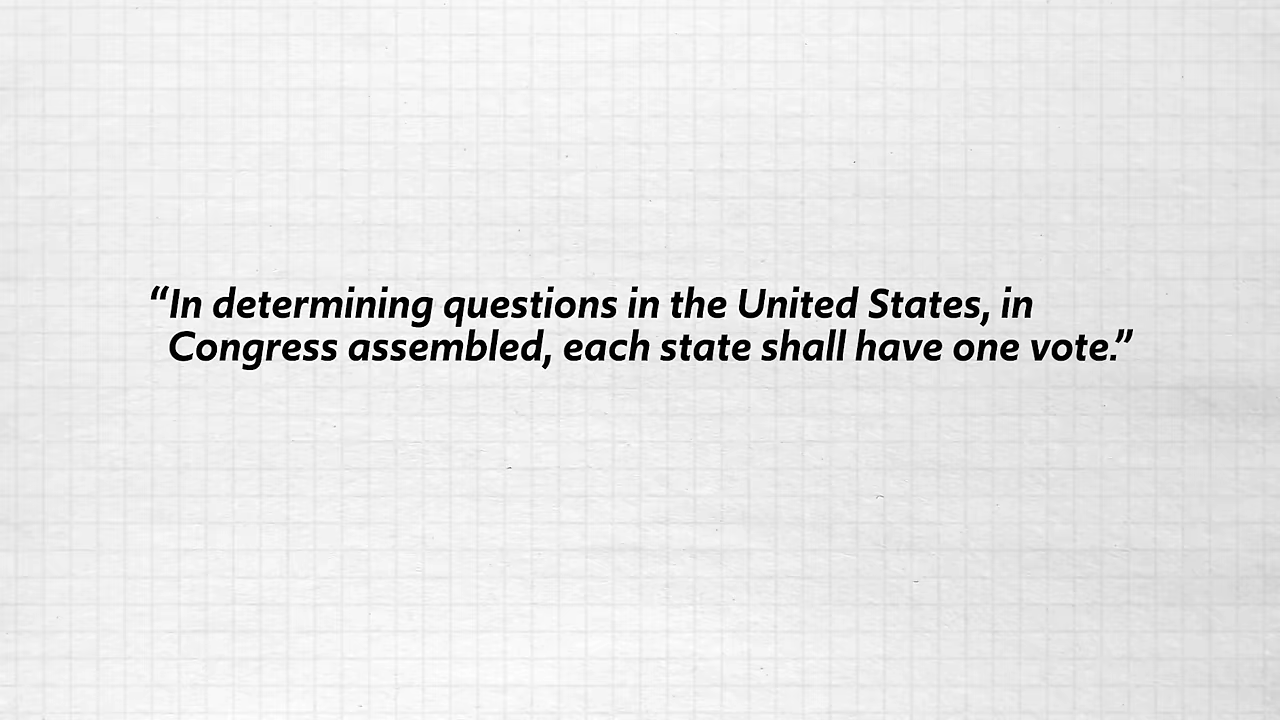 “In determining questions in the United States, in
Congress assembled, each state shall have one vote.”